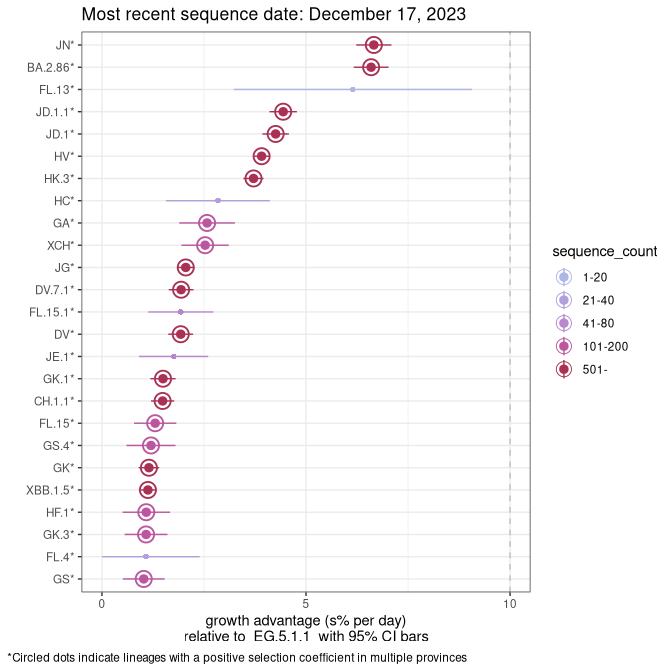 Most recent sequence date: December 17, 2023
JN*
BA.2.86*
FL.13*
JD.1.1*
JD.1*
HV*
HK.3*
HC*
GA*
XCH*
JG*
DV.7.1*
FL.15.1*
DV*
JE.1*
GK.1*
CH.1.1*
FL.15*
GS.4*
GK*
XBB.1.5*
HF.1*
GK.3*
FL.4*
GS*
sequence_count
1-20
21-40
41-80
101-200
501-
0 5 10
growth advantage (s% per day)
relative to EG.5.1.1 with 95% CI bars
*Circled dots indicate lineages with a positive selection coefficient in multiple provinces